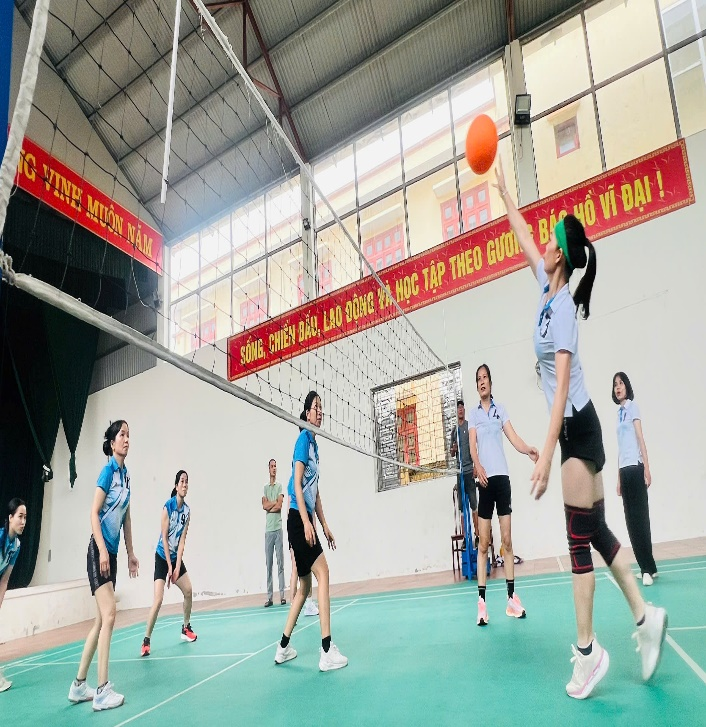 NG VINH MUÔN NĂM
SỐNG, CHIẾN ĐẤU, LAO ĐỘNG VÀ HỌC TẬP THEO GƯƠNG BÁC HỒ VĨ ĐẠI !